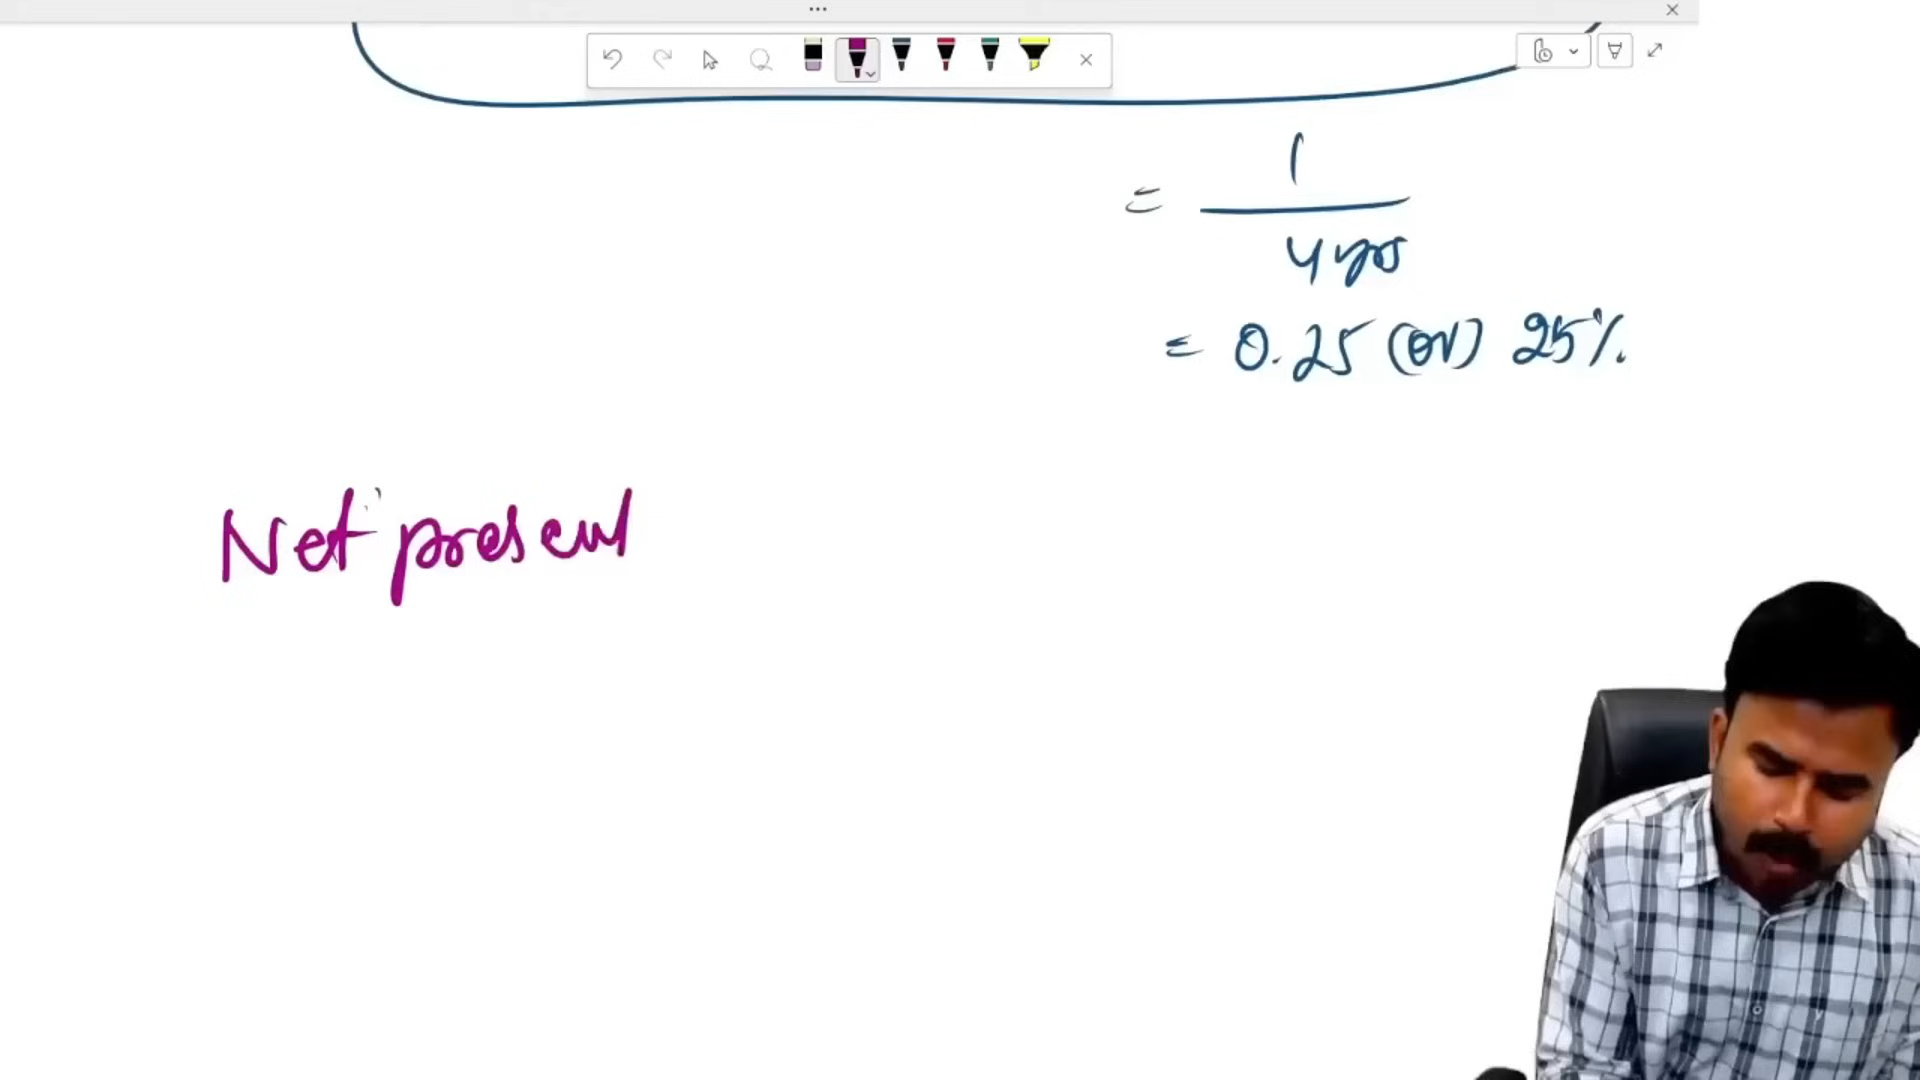 = 1
4 yrs
= 0.25 (or) 25%
Net present